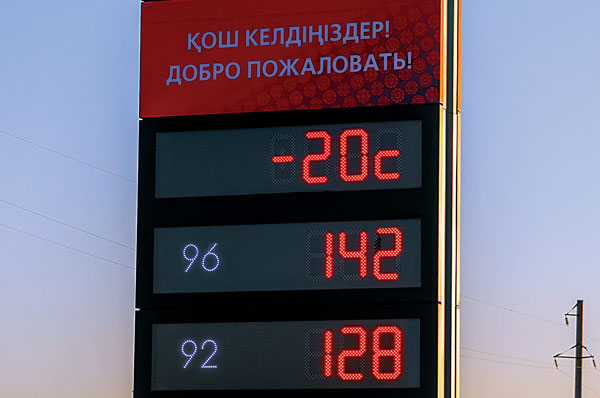 ҚОШ КЕЛДІҢІЗДЕР!
ДОБРО ПОЖАЛОВАТЬ!
-20c
96 142
92 128